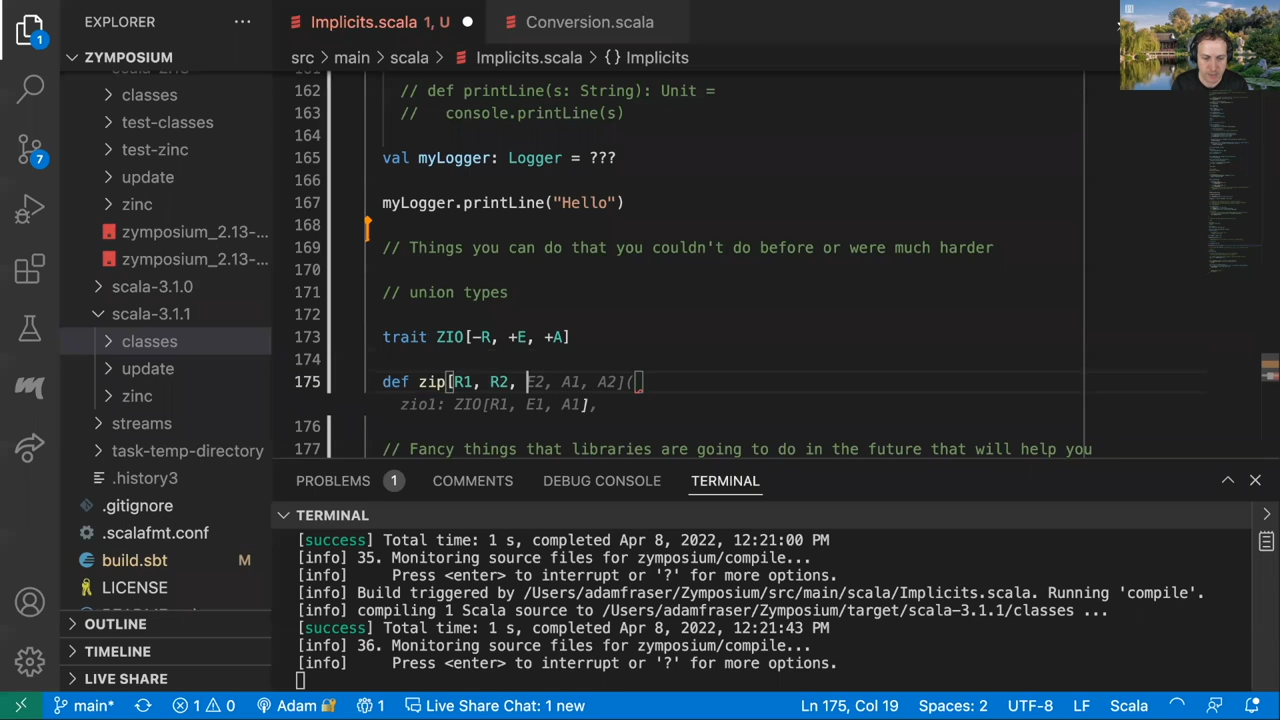 EXPLORER
ZYMPOSIUM
classes
test-classes
test-zinc
update
zinc
zymposium_2.13-...
zymposium_2.13-...
scala-3.1.0
scala-3.1.1
classes
update
zinc
streams
task-temp-directory
.history3
.gitignore
.scalafmt.conf
build.sbt M
LICENSE
OUTLINE
TIMELINE
LIVE SHARE
1
7
Implicits.scala 1, U
Conversion.scala
src > main > scala > Implicits.scala > {} Implicits
162 // def printLine(s: String): Unit =
163 // console.printLine(s)
164
165 val myLogger: Logger = ???
166
167 myLogger.printLine("Hello")
168
169 // Things you can do that you couldn't do before or were much harder
170
171 // union types
172
173 trait ZIO[-R, +E, +A]
174
175 def zip[R1, R2, E2, A1, A2](
zio1: ZIO[R1, E1, A1],
176
177 // Fancy things that libraries are going to do in the future that will help you
PROBLEMS 1 COMMENTS DEBUG CONSOLE TERMINAL
TERMINAL
[success] Total time: 1 s, completed Apr 8, 2022, 12:21:00 PM
[info] 35. Monitoring source files for zymposium/compile...
[info] Press <enter> to interrupt or '?' for more options.
[info] Build triggered by /Users/adamfraser/Zymposium/src/main/scala/Implicits.scala. Running 'compile'.
[info] compiling 1 Scala source to /Users/adamfraser/Zymposium/target/scala-3.1.1/classes ...
[success] Total time: 1 s, completed Apr 8, 2022, 12:21:43 PM
[info] 36. Monitoring source files for zymposium/compile...
[info] Press <enter> to interrupt or '?' for more options.
main* 1 0 Adam 1 Live Share Chat: 1 new Ln 175, Col 19 Spaces: 2 UTF-8 LF Scala